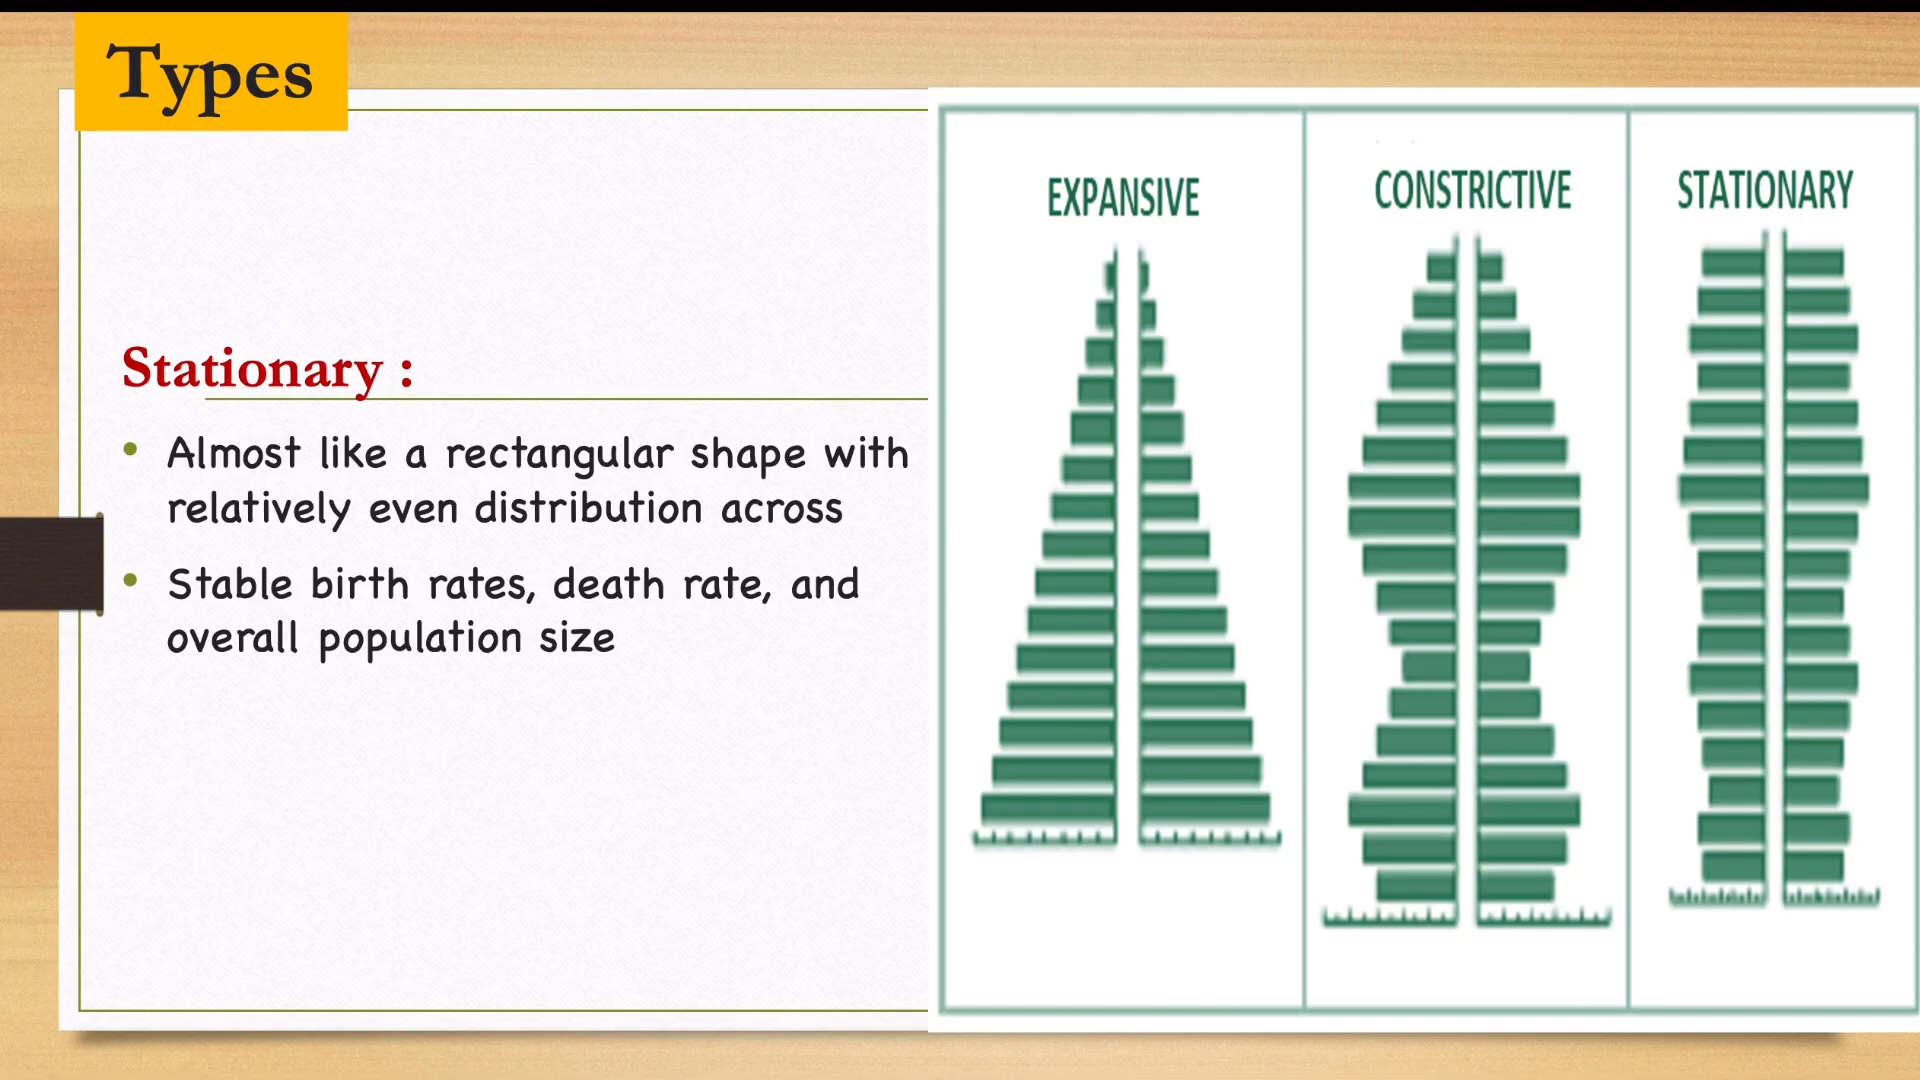 Types
Stationary :
• Almost like a rectangular shape with
relatively even distribution across
• Stable birth rates, death rate, and
overall population size
EXPANSIVE
CONSTRICTIVE
STATIONARY